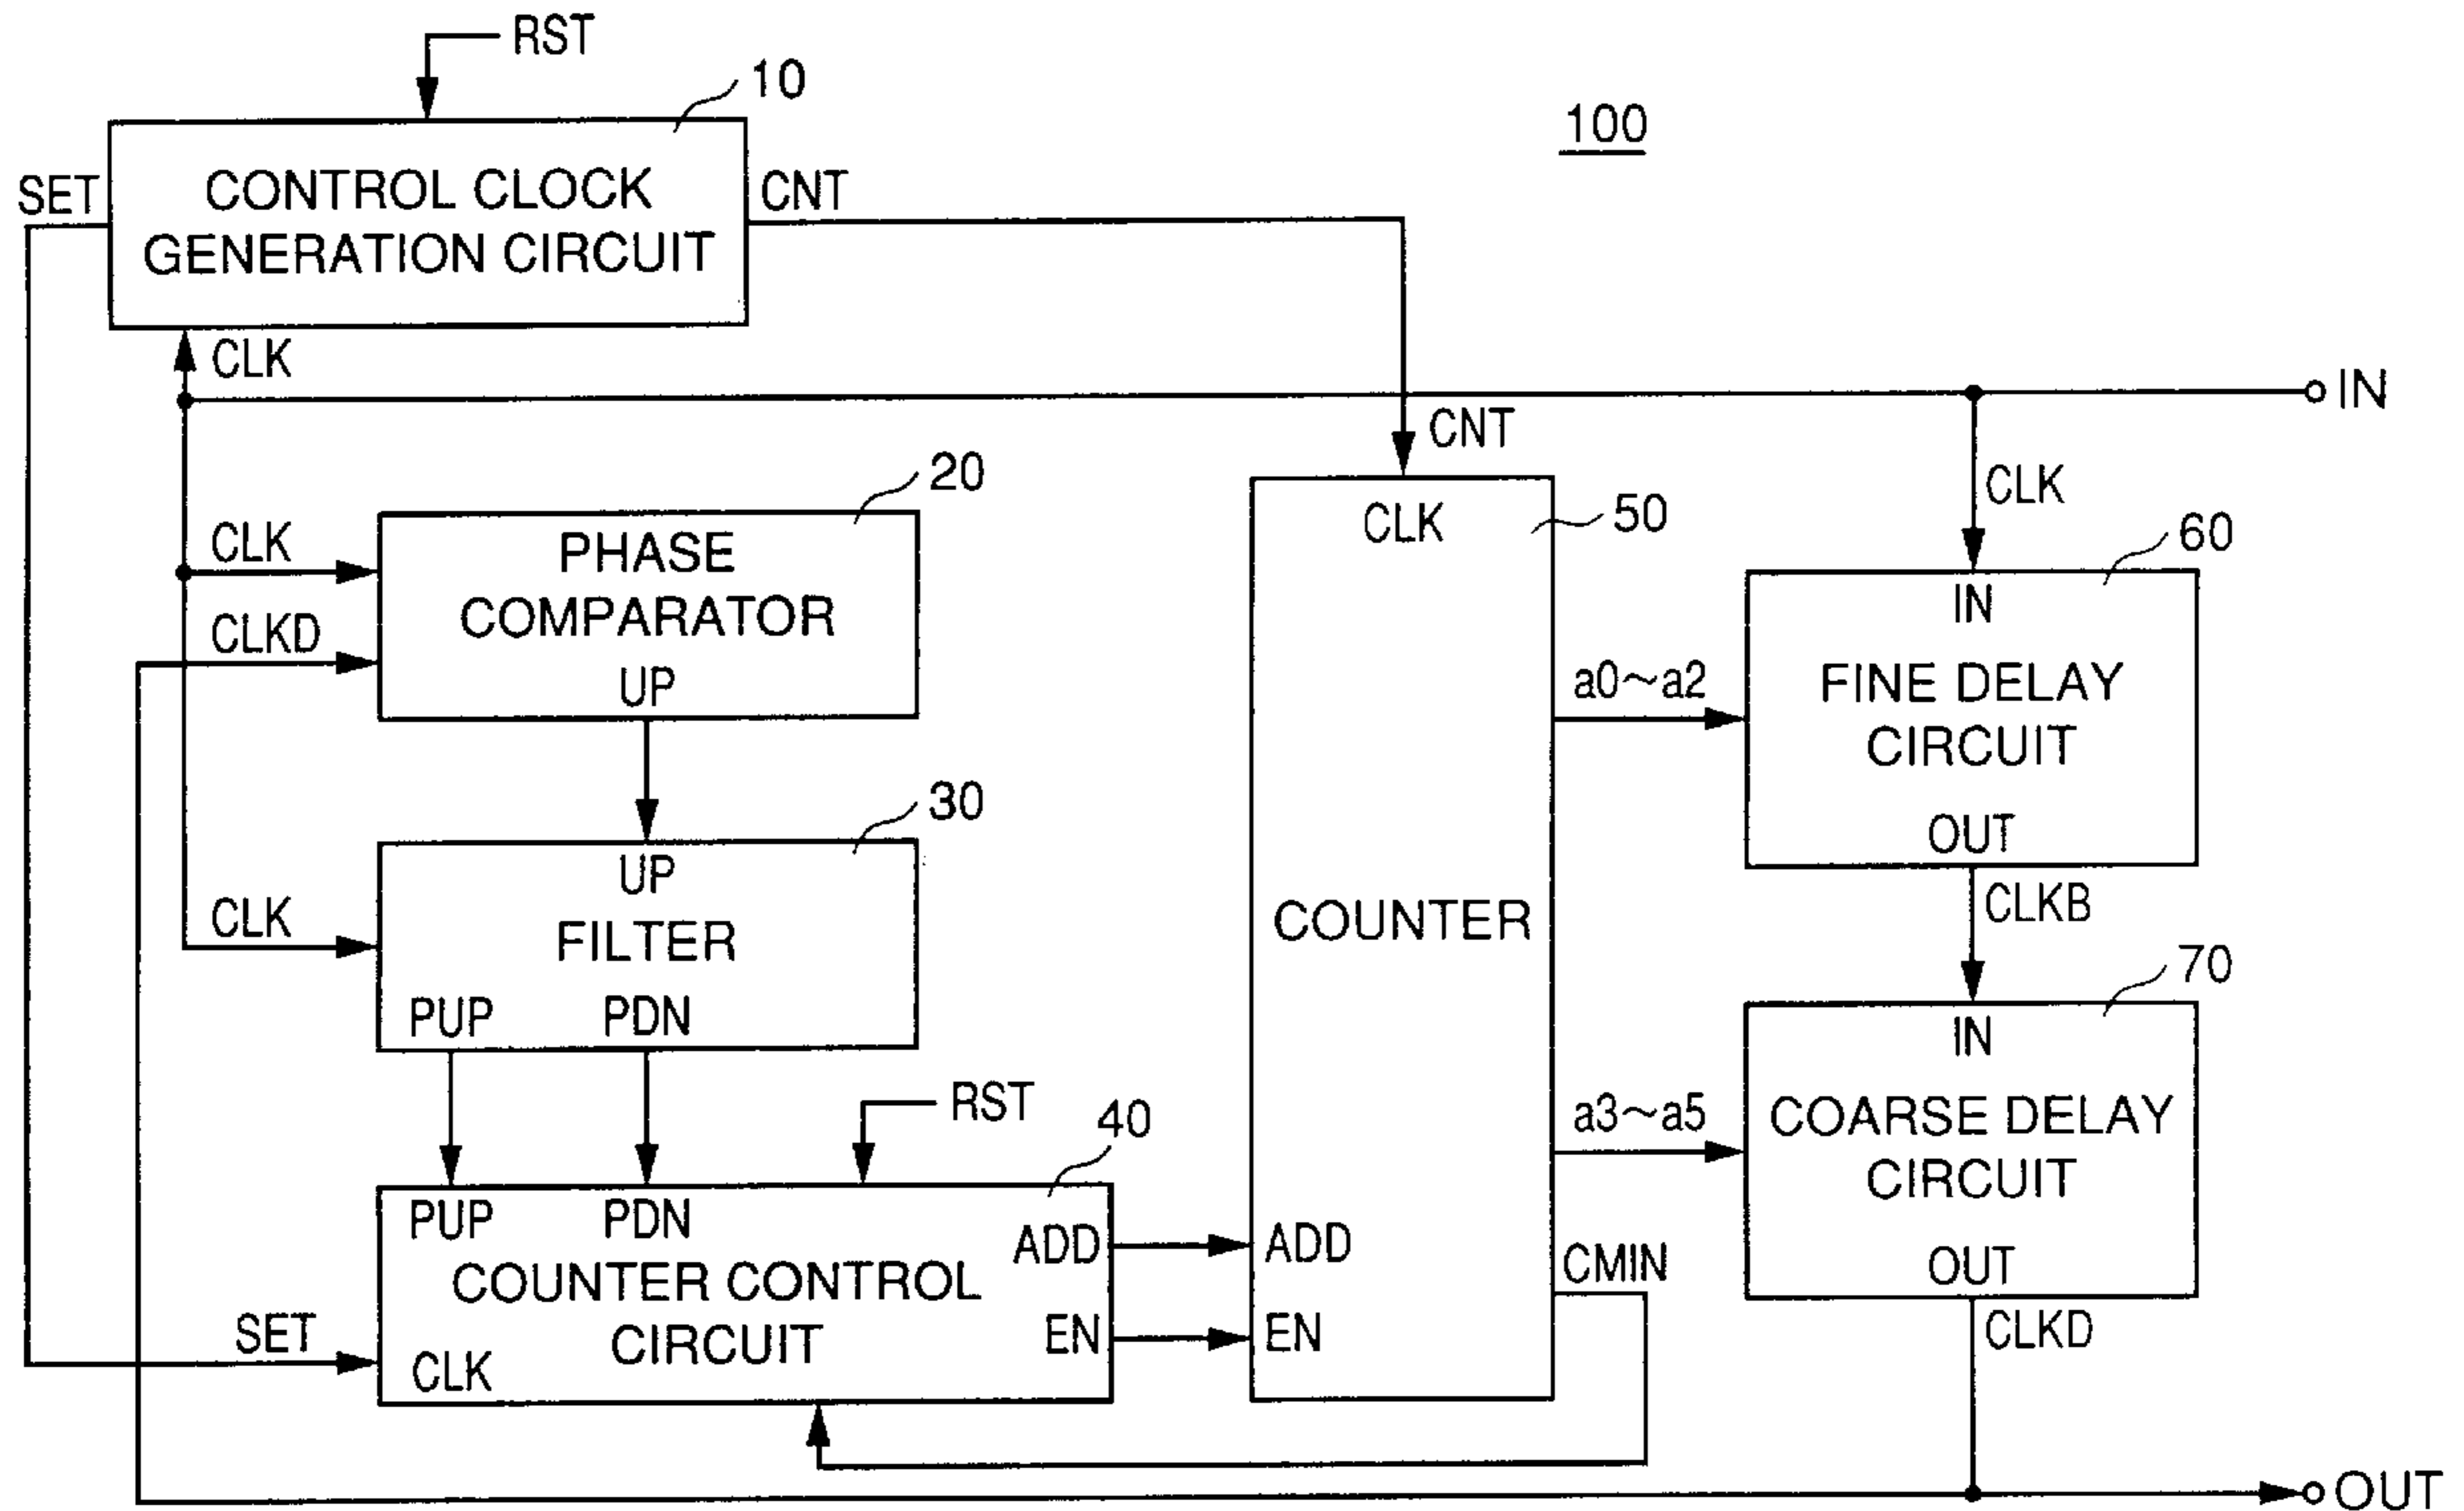 RST
10
100
SET
CONTROL CLOCK
GENERATION CIRCUIT
CNT
CLK
IN
CNT
CLK
20
CLK
50
CLK
PHASE
COMPARATOR
60
IN
CLKD
UP
a0~a2
FINE DELAY
CIRCUIT
30
OUT
UP
CLK
FILTER
COUNTER
CLKB
70
PUP
PDN
IN
RST
40
a3~a5
COARSE DELAY
CIRCUIT
PUP
PDN
ADD
ADD
CMIN
OUT
COUNTER CONTROL
CIRCUIT
SET
EN
EN
CLKD
CLK
OUT